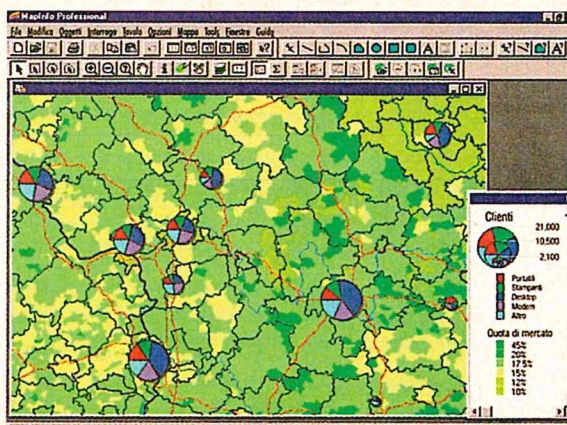 MapInfo Professional
File Modifica Oggetti Interroga Tavola Opzioni Mappa Tools Finestra Guida
Clienti
21,000
10,500
2,100
Portatili
Stampanti
Desktop
Modem
Altro
Quota di mercato
45%
20%
17.5%
15%
12%
10%